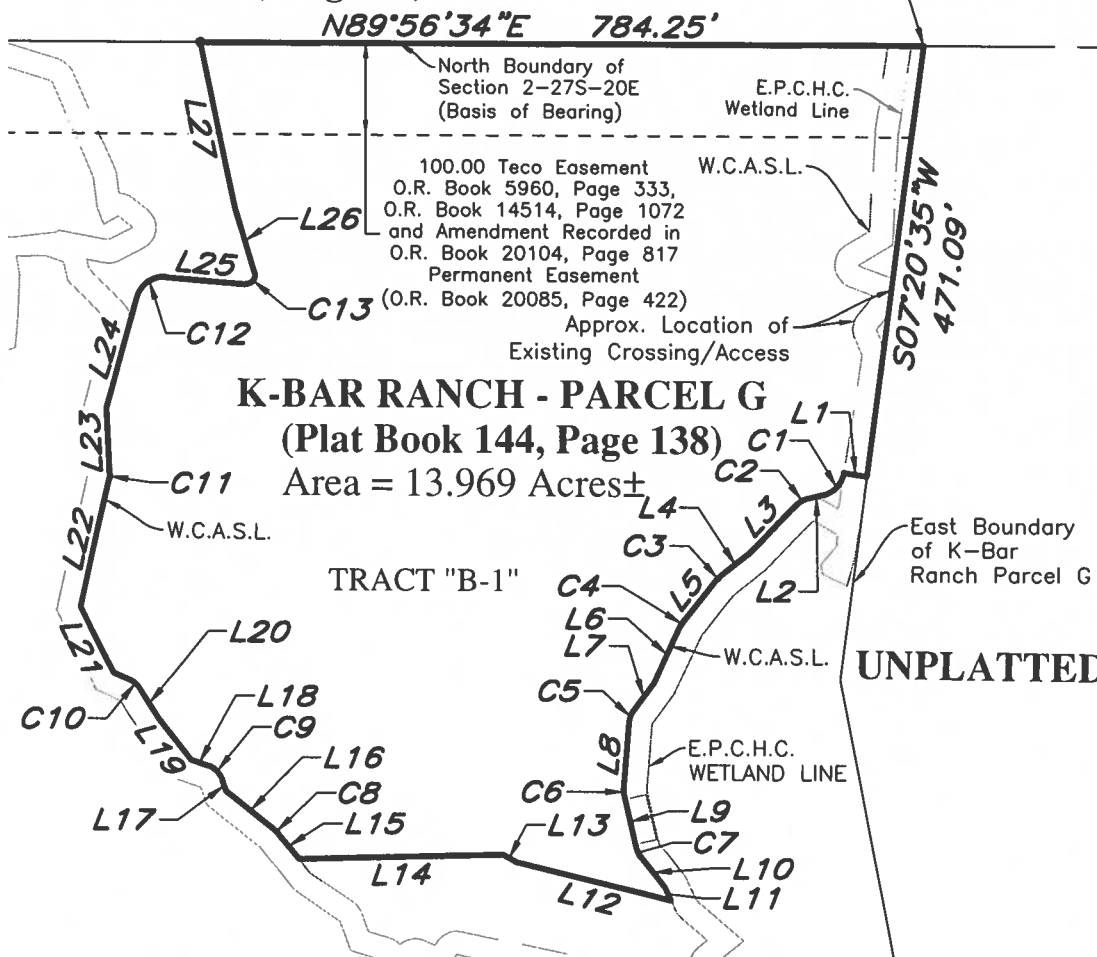 N89°56'34"E 784.25'
North Boundary of
Section 2-27S-20E
(Basis of Bearing)
E.P.C.H.C.
Wetland Line
L27
100.00 Teco Easement
O.R. Book 5960, Page 333,
O.R. Book 14514, Page 1072
and Amendment Recorded in
O.R. Book 20104, Page 817
Permanent Easement
(O.R. Book 20085, Page 422)
W.C.A.S.L.
S07°20'35"W
471.09'
L26
L25
C13
C12
Approx. Location of
Existing Crossing/Access
L24
K-BAR RANCH - PARCEL G
(Plat Book 144, Page 138)
Area = 13.969 Acres±
L1
C1
C2
L23
C11
L4
L3
W.C.A.S.L.
L22
C3
East Boundary
of K-Bar
Ranch Parcel G
TRACT "B-1"
C4
L5
L2
L6
L20
L21
L7
W.C.A.S.L.
UNPLATTED
C10
L18
C5
C9
L19
L8
E.P.C.H.C.
WETLAND LINE
L16
C6
C8
L17
L9
L15
L13
C7
L14
L10
L12
L11